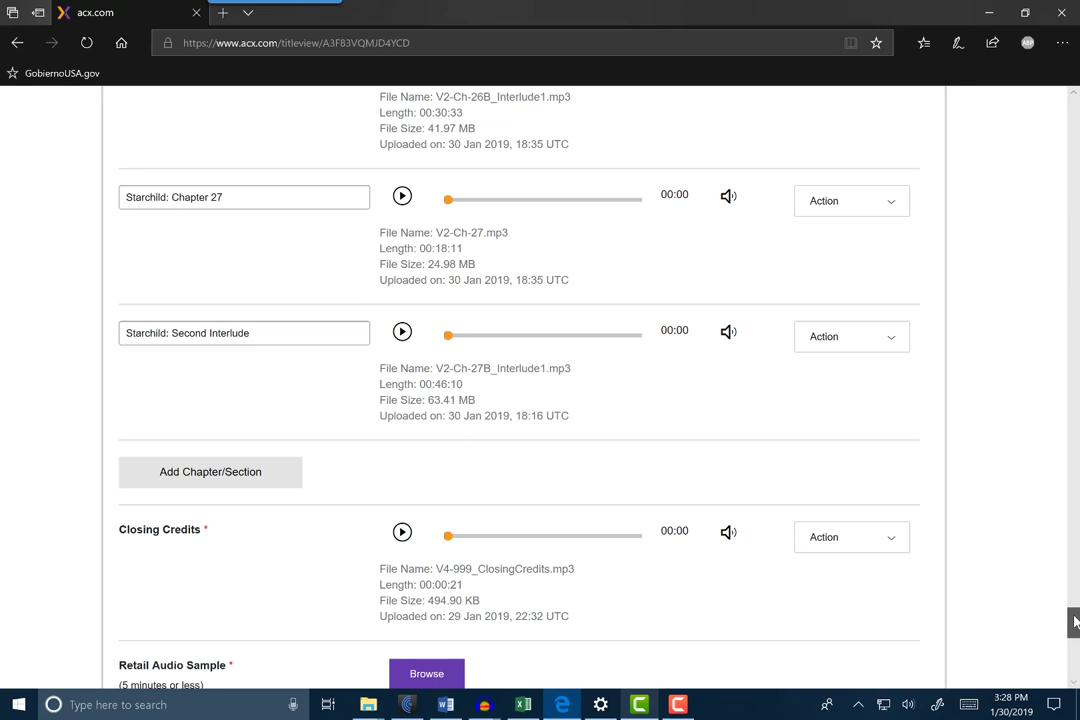 acx.com
https://www.acx.com/titleview/A3F83VQMJD4YCD
ABP
GobiernoUSA.gov
File Name: V2-Ch-26B_Interlude1.mp3
Length: 00:30:33
File Size: 41.97 MB
Uploaded on: 30 Jan 2019, 18:35 UTC
Starchild: Chapter 27
00:00
Action
File Name: V2-Ch-27.mp3
Length: 00:18:11
File Size: 24.98 MB
Uploaded on: 30 Jan 2019, 18:35 UTC
Starchild: Second Interlude
00:00
Action
File Name: V2-Ch-27B_Interlude1.mp3
Length: 00:46:10
File Size: 63.41 MB
Uploaded on: 30 Jan 2019, 18:16 UTC
Add Chapter/Section
Closing Credits *
00:00
Action
File Name: V4-999_ClosingCredits.mp3
Length: 00:00:21
File Size: 494.90 KB
Uploaded on: 29 Jan 2019, 22:32 UTC
Retail Audio Sample *
(5 minutes or less)
Browse
Type here to search
3:28 PM
1/30/2019